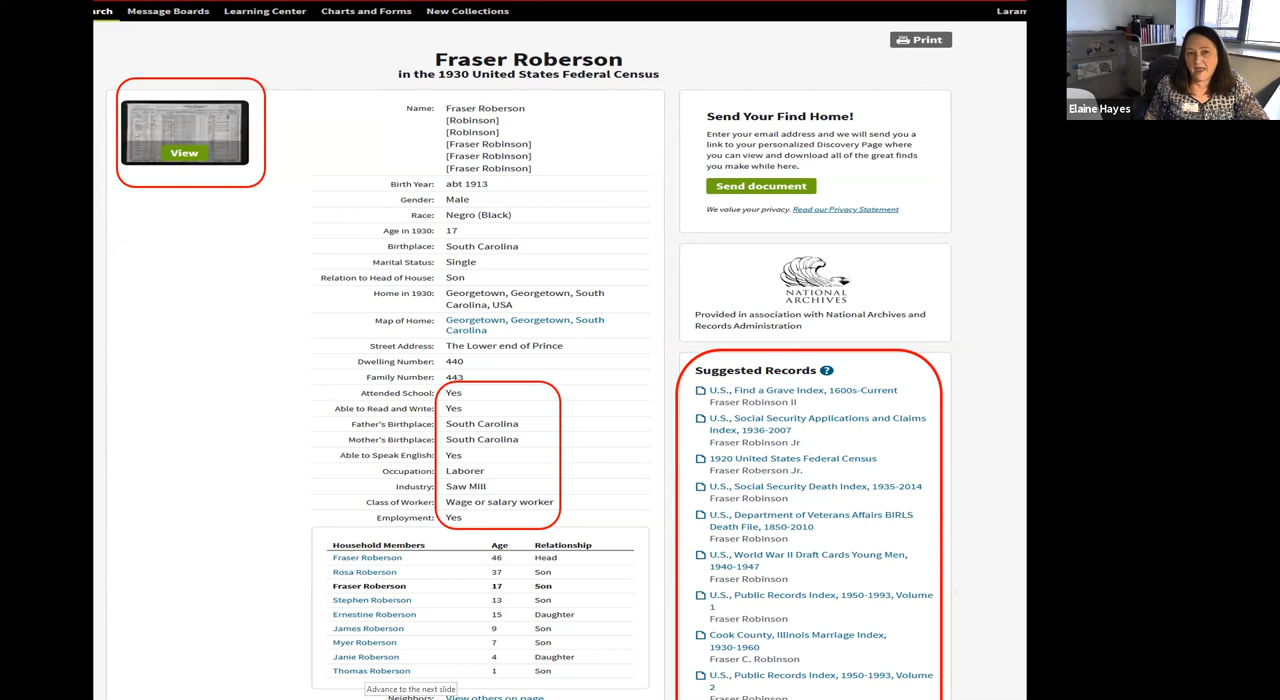 arch Message Boards Learning Center Charts and Forms New Collections Laram
Print
Fraser Roberson
in the 1930 United States Federal Census
View
Name: Fraser Roberson
[Robinson]
[Robinson]
[Fraser Robinson]
[Fraser Robinson]
[Fraser Robinson]
Birth Year: abt 1913
Gender: Male
Race: Negro (Black)
Age in 1930: 17
Birthplace: South Carolina
Marital Status: Single
Relation to Head of House: Son
Home in 1930: Georgetown, Georgetown, South
Carolina, USA
Map of Home: Georgetown, Georgetown, South
Carolina
Street Address: The Lower end of Prince
Dwelling Number: 440
Family Number: 443
Attended School: Yes
Able to Read and Write: Yes
Father's Birthplace: South Carolina
Mother's Birthplace: South Carolina
Able to Speak English: Yes
Occupation: Laborer
Industry: Saw Mill
Class of Worker: Wage or salary worker
Employment: Yes
Household Members Age Relationship
Fraser Roberson 46 Head
Rosa Roberson 37 Son
Fraser Roberson 17 Son
Stephen Roberson 13 Son
Ernestine Roberson 15 Daughter
James Roberson 9 Son
Myer Roberson 7 Son
Janie Roberson 4 Daughter
Thomas Roberson 1 Son
Advance to the next slide
Neighbors: View others on page
Send Your Find Home!
Enter your email address and we will send you a
link to your personalized Discovery Page where
you can view and download all of the great finds
you make while here.
Send document
We value your privacy. Read our Privacy Statement
NATIONAL
ARCHIVES
Provided in association with National Archives and
Records Administration
Suggested Records ?
U.S., Find a Grave Index, 1600s-Current
Fraser Robinson II
U.S., Social Security Applications and Claims
Index, 1936-2007
Fraser Robinson Jr
1920 United States Federal Census
Fraser Roberson Jr.
U.S., Social Security Death Index, 1935-2014
Fraser Robinson
U.S., Department of Veterans Affairs BIRLS
Death File, 1850-2010
Fraser Robinson
U.S., World War II Draft Cards Young Men,
1940-1947
Fraser Robinson
U.S., Public Records Index, 1950-1993, Volume
1
Fraser Robinson
Cook County, Illinois Marriage Index,
1930-1960
Fraser C. Robinson
U.S., Public Records Index, 1950-1993, Volume
2
Fraser Robinson
Elaine Hayes